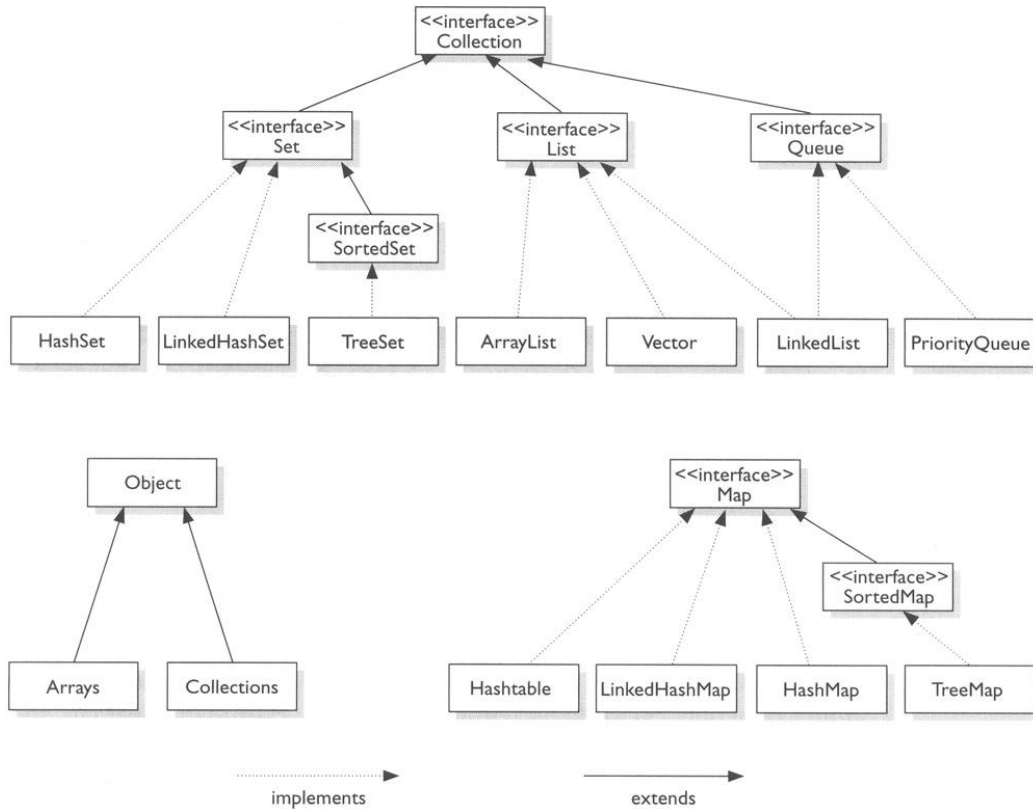 <<interface>>
Collection
<<interface>>
Set
<<interface>>
List
<<interface>>
Queue
<<interface>>
SortedSet
HashSet
LinkedHashSet
TreeSet
ArrayList
Vector
LinkedList
PriorityQueue
Object
<<interface>>
Map
<<interface>>
SortedMap
Arrays
Collections
Hashtable
LinkedHashMap
HashMap
TreeMap
implements
extends